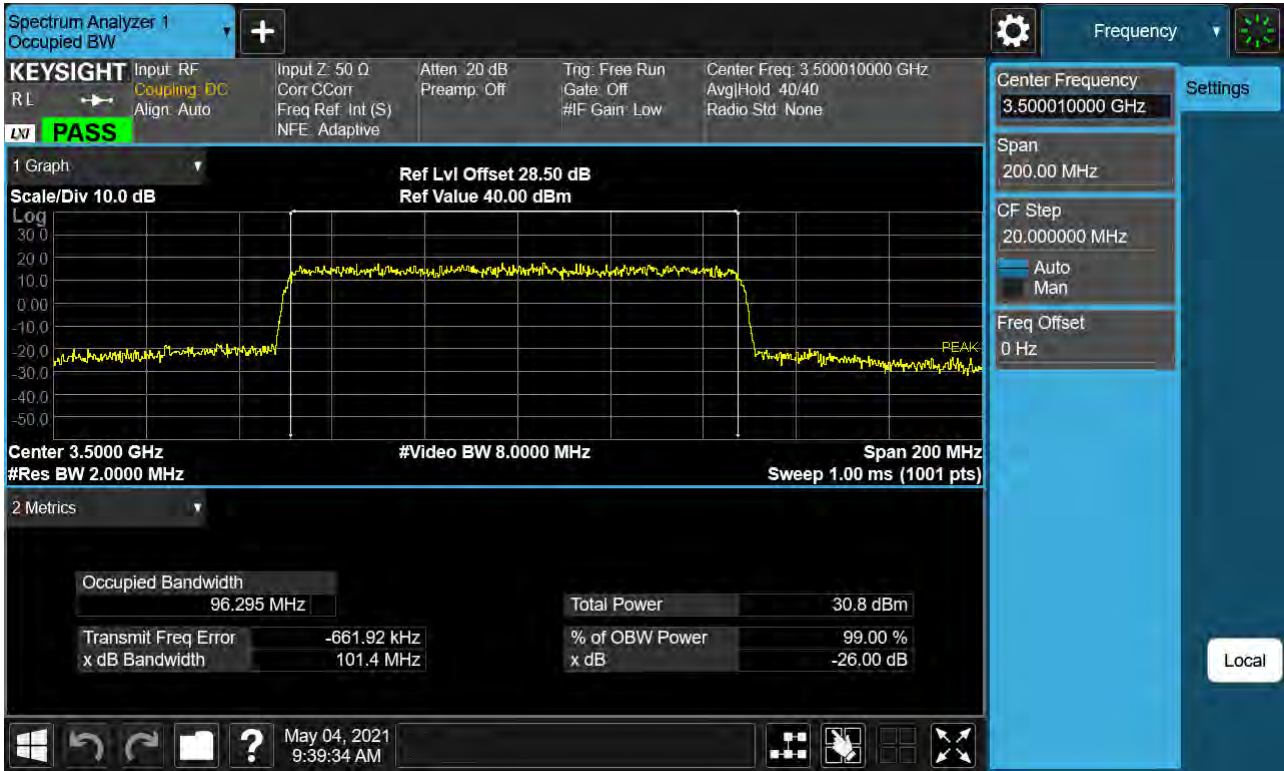 Spectrum Analyzer 1
Occupied BW
Frequency
KEYSIGHT
RL
LXI
PASS
Input: RF
Coupling: DC
Align: Auto
Input Z: 50 Ω
Corr CCorr
Freq Ref: Int (S)
NFE: Adaptive
Atten: 20 dB
Preamp: Off
Trig: Free Run
Gate: Off
#IF Gain: Low
Center Freq: 3.500010000 GHz
Avg|Hold: 40/40
Radio Std: None
Center Frequency
3.500010000 GHz
Settings
Span
200.00 MHz
CF Step
20.000000 MHz
Auto
Man
Freq Offset
0 Hz
Local
1 Graph
Scale/Div 10.0 dB
Ref Lvl Offset 28.50 dB
Ref Value 40.00 dBm
Log
30.0
20.0
10.0
0.00
-10.0
-20.0
-30.0
-40.0
-50.0
PEAK
Center 3.5000 GHz
#Video BW 8.0000 MHz
Span 200 MHz
#Res BW 2.0000 MHz
Sweep 1.00 ms (1001 pts)
2 Metrics
Occupied Bandwidth
96.295 MHz
Total Power 30.8 dBm
Transmit Freq Error -661.92 kHz
% of OBW Power 99.00 %
x dB Bandwidth 101.4 MHz
x dB -26.00 dB
?
May 04, 2021
9:39:34 AM